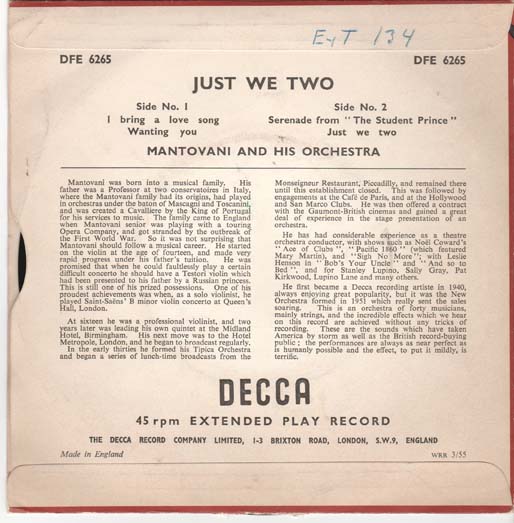 E+T 134
DFE 6265
DFE 6265
JUST WE TWO
Side No. 1
I bring a love song
Wanting you
Side No. 2
Serenade from "The Student Prince"
Just we two
MANTOVANI AND HIS ORCHESTRA
Mantovani was born into a musical family. His
father was a Professor at two conservatoires in Italy,
where the Mantovani family had its origins, had played
in orchestras under the baton of Mascagni and Toscanini,
and was created a Cavalliere by the King of Portugal
for his services to music. The family came to England
when Mantovani senior was playing with a touring
Opera Company, and got stranded by the outbreak of
the First World War. So it was not surprising that
Mantovani should follow a musical career. He started
on the violin at the age of fourteen, and made very
rapid progress under his father's tuition. He was
promised that when he could faultlessly play a certain
difficult concerto he should have a Testori violin which
had been presented to his father by a Russian princess.
This is still one of his prized possessions. One of his
proudest achievements was when, as a solo violinist, he
played Saint-Saëns' B minor violin concerto at Queen's
Hall, London.
At sixteen he was a professional violinist, and two
years later was leading his own quintet at the Midland
Hotel, Birmingham. His next move was to the Hotel
Metropole, London, and he began to broadcast regularly.
In the early thirties he formed his Tipica Orchestra
and began a series of lunch-time broadcasts from the
Monseigneur Restaurant, Piccadilly, and remained there
until this establishment closed. This was followed by
engagements at the Café de Paris, and at the Hollywood
and San Marco Clubs. He was then offered a contract
with the Gaumont-British cinemas and gained a great
deal of experience in the stage presentation of an
orchestra.
He has had considerable experience as a theatre
orchestra conductor, with shows such as Noël Coward's
"Ace of Clubs", "Pacific 1860" (which featured
Mary Martin), and "Sigh No More"; with Leslie
Henson in "Bob's Your Uncle" and "And so to
Bed", and for Stanley Lupino, Sally Gray, Pat
Kirkwood, Lupino Lane and many others.
He first became a Decca recording artiste in 1940,
always enjoying great popularity, but it was the New
Orchestra formed in 1951 which really sent the sales
soaring. This is an orchestra of forty musicians,
mainly strings, and the incredible effects which we hear
on this record are achieved without any tricks of
recording. These are the sounds which have taken
America by storm as well as the British record-buying
public; the performances are always as near perfect as
is humanly possible and the effect, to put it mildly, is
terrific.
DECCA
45 rpm EXTENDED PLAY RECORD
THE DECCA RECORD COMPANY LIMITED, 1-3 BRIXTON ROAD, LONDON, S.W.9, ENGLAND
Made in England
WRR 3/55